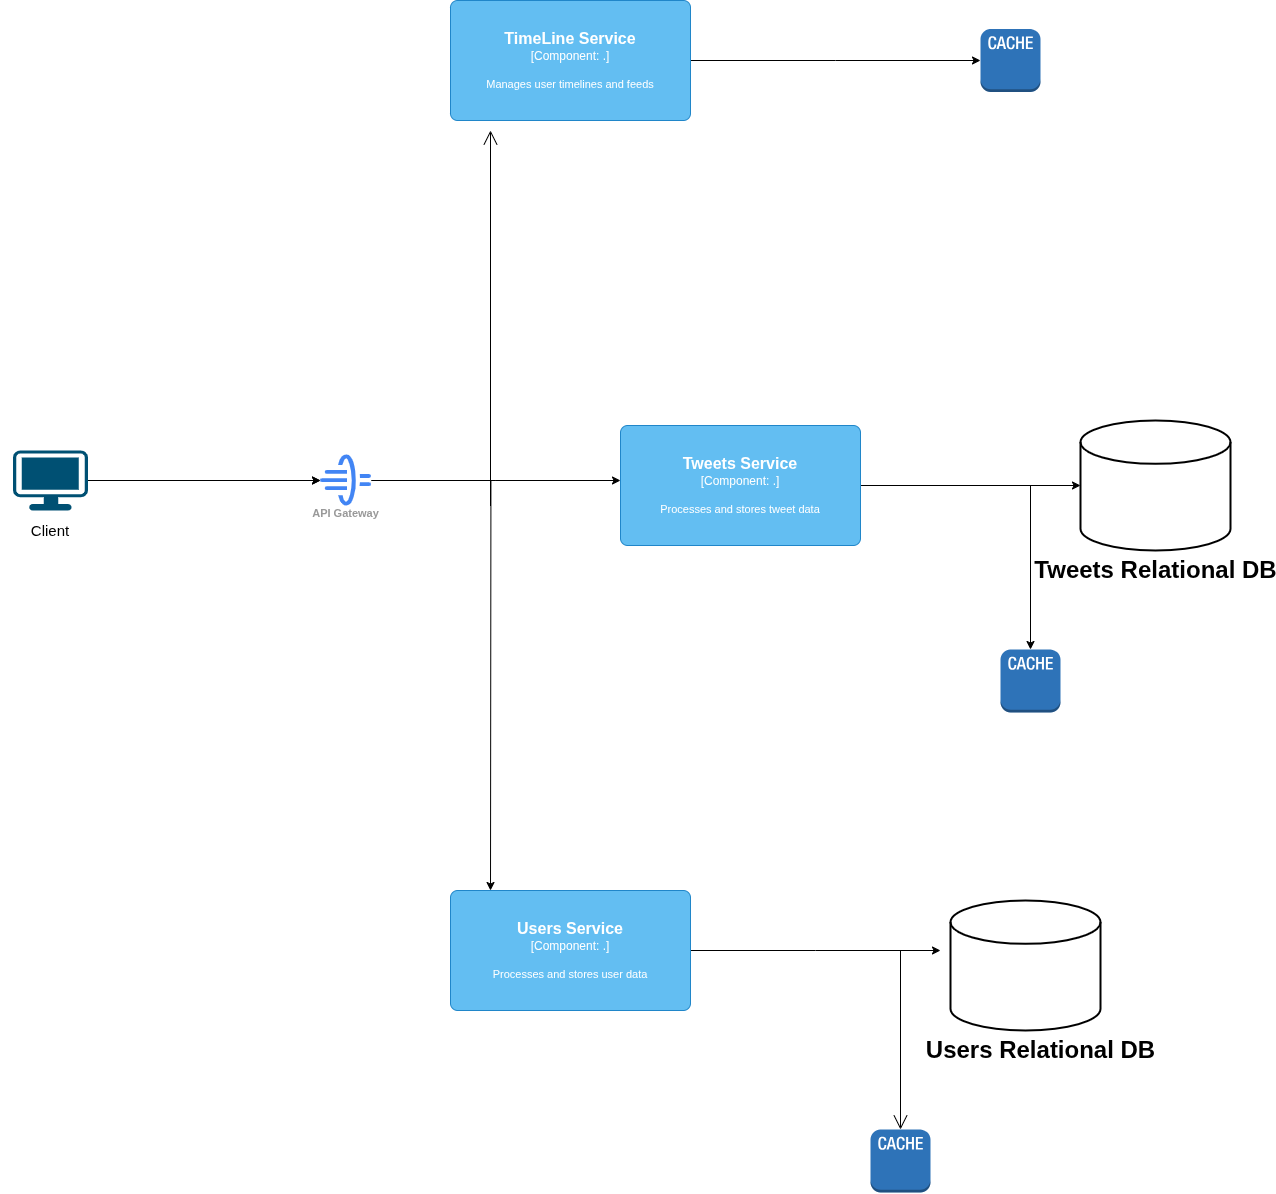 TimeLine Service
[Component: .]
Manages user timelines and feeds
CACHE
Client
API Gateway
Tweets Service
[Component: .]
Processes and stores tweet data
Tweets Relational DB
CACHE
Users Service
[Component: .]
Processes and stores user data
Users Relational DB
CACHE